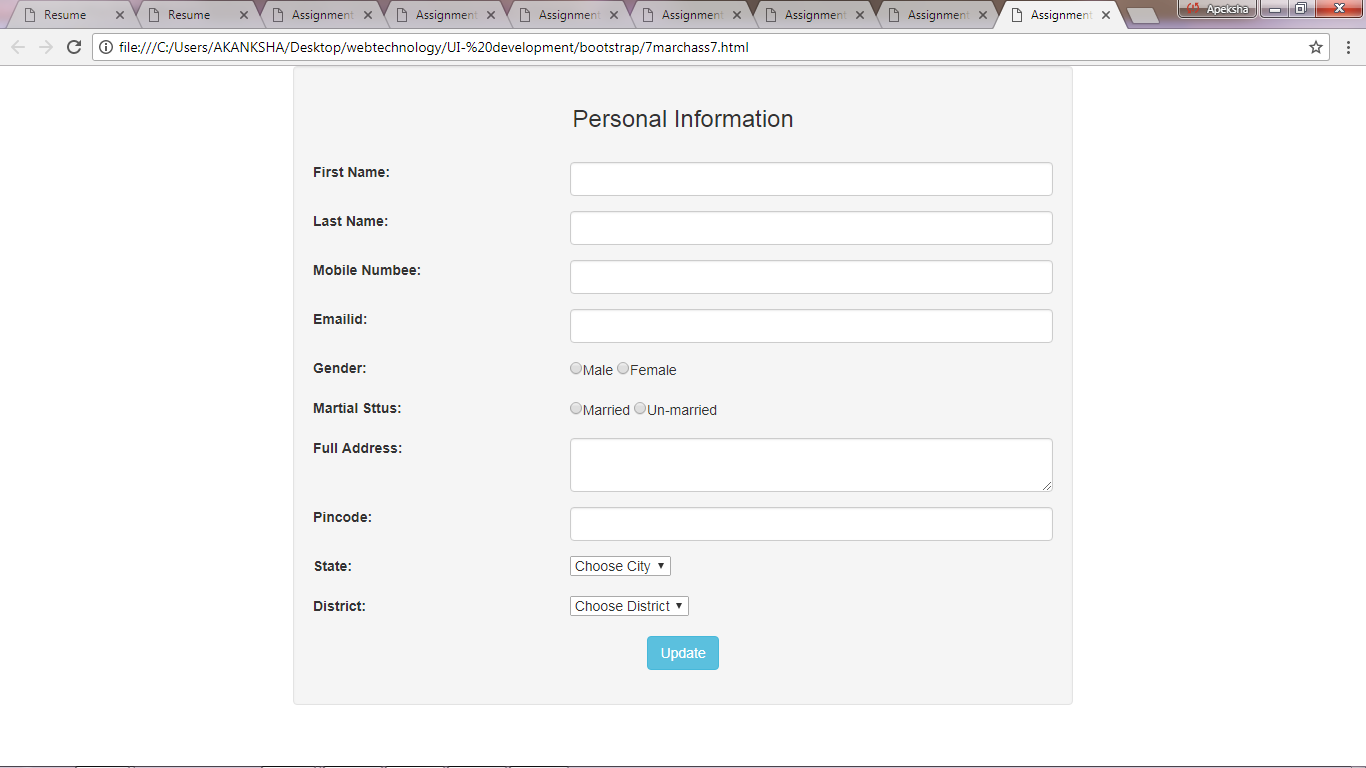 Resume
Resume
Assignment
Assignment
Assignment
Assignment
Assignment
Assignment
Assignment
Apeksha
file:///C:/Users/AKANKSHA/Desktop/webtechnology/UI-%20development/bootstrap/7marchass7.html
Personal Information
First Name:
Last Name:
Mobile Numbee:
Emailid:
Gender: Male Female
Martial Sttus: Married Un-married
Full Address:
Pincode:
State: Choose City
District: Choose District
Update